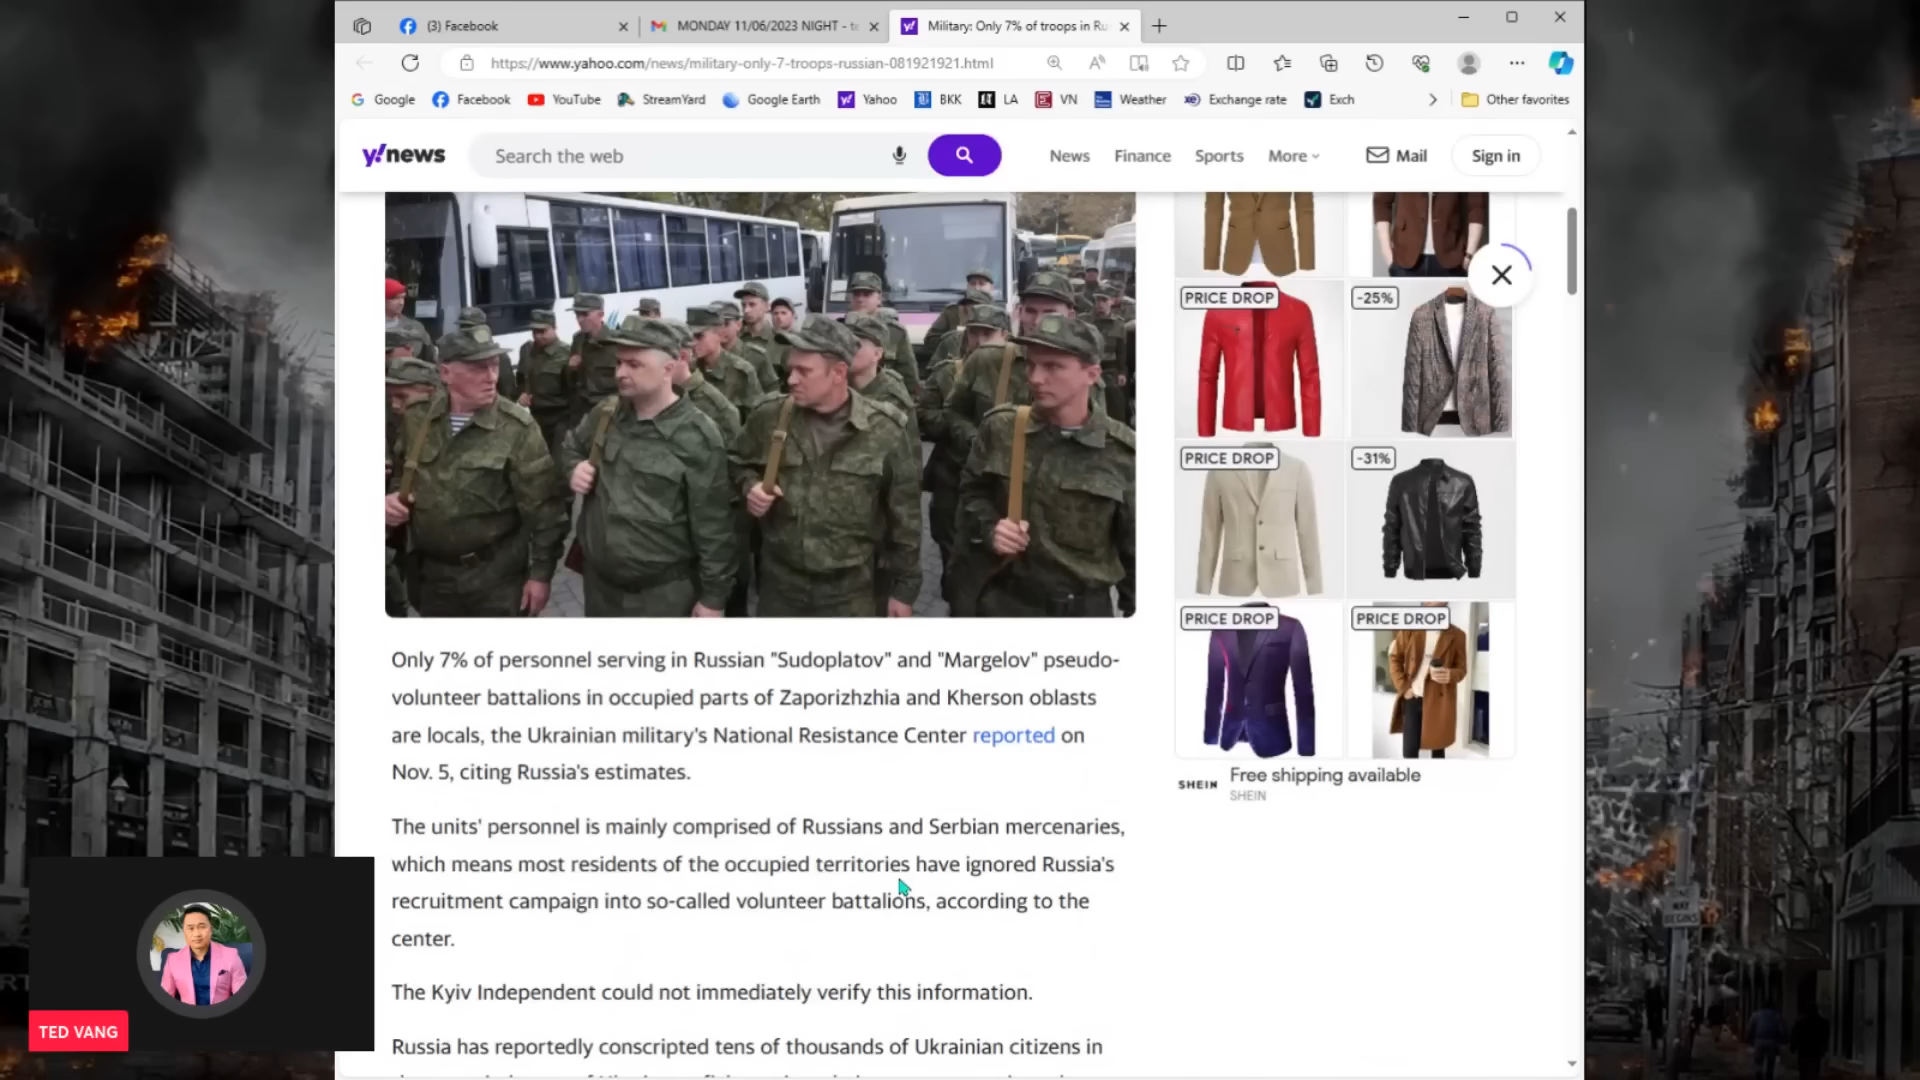 (3) Facebook
MONDAY 11/06/2023 NIGHT - te
Military: Only 7% of troops in Ru
https://www.yahoo.com/news/military-only-7-troops-russian-081921921.html
Google
Facebook
YouTube
StreamYard
Google Earth
Yahoo
BKK
LA
VN
Weather
Exchange rate
Exch
Other favorites
y!news
Search the web
News
Finance
Sports
More
Mail
Sign in
PRICE DROP
-25%
PRICE DROP
-31%
PRICE DROP
PRICE DROP
SHEIN
Free shipping available
SHEIN
Only 7% of personnel serving in Russian "Sudoplatov" and "Margelov" pseudo-
volunteer battalions in occupied parts of Zaporizhzhia and Kherson oblasts
are locals, the Ukrainian military's National Resistance Center reported on
Nov. 5, citing Russia's estimates.
The units' personnel is mainly comprised of Russians and Serbian mercenaries,
which means most residents of the occupied territories have ignored Russia's
recruitment campaign into so-called volunteer battalions, according to the
center.
The Kyiv Independent could not immediately verify this information.
Russia has reportedly conscripted tens of thousands of Ukrainian citizens in
TED VANG